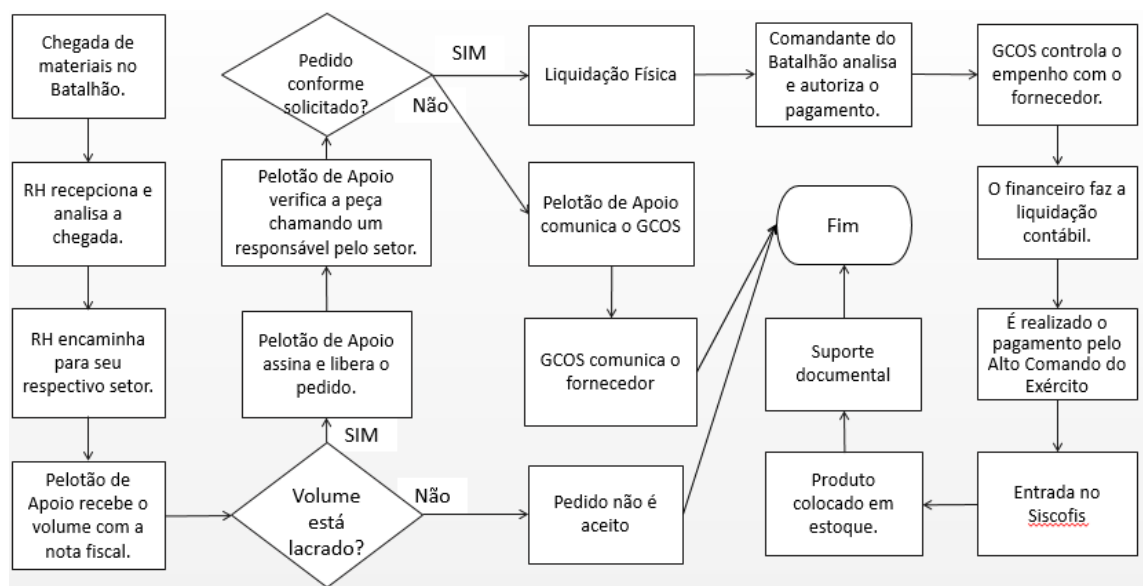 Chegada de
materiais no
Batalhão.
RH recepciona e
analisa a
chegada.
RH encaminha
para seu
respectivo setor.
Pelotão de
Apoio recebe o
volume com a
nota fiscal.
Volume
está
lacrado?
SIM
Não
Pelotão de Apoio
assina e libera o
pedido.
Pelotão de Apoio
verifica a peça
chamando um
responsável pelo setor.
Pedido
conforme
solicitado?
SIM
Não
Liquidação Física
Pelotão de Apoio
comunica o GCOS
GCOS comunica o
fornecedor
Pedido não é
aceito
Comandante do
Batalhão analisa
e autoriza o
pagamento.
GCOS controla o
empenho com o
fornecedor.
O financeiro faz a
liquidação
contábil.
É realizado o
pagamento pelo
Alto Comando do
Exército
Entrada no
Siscofis
Produto
colocado em
estoque.
Suporte
documental
Fim